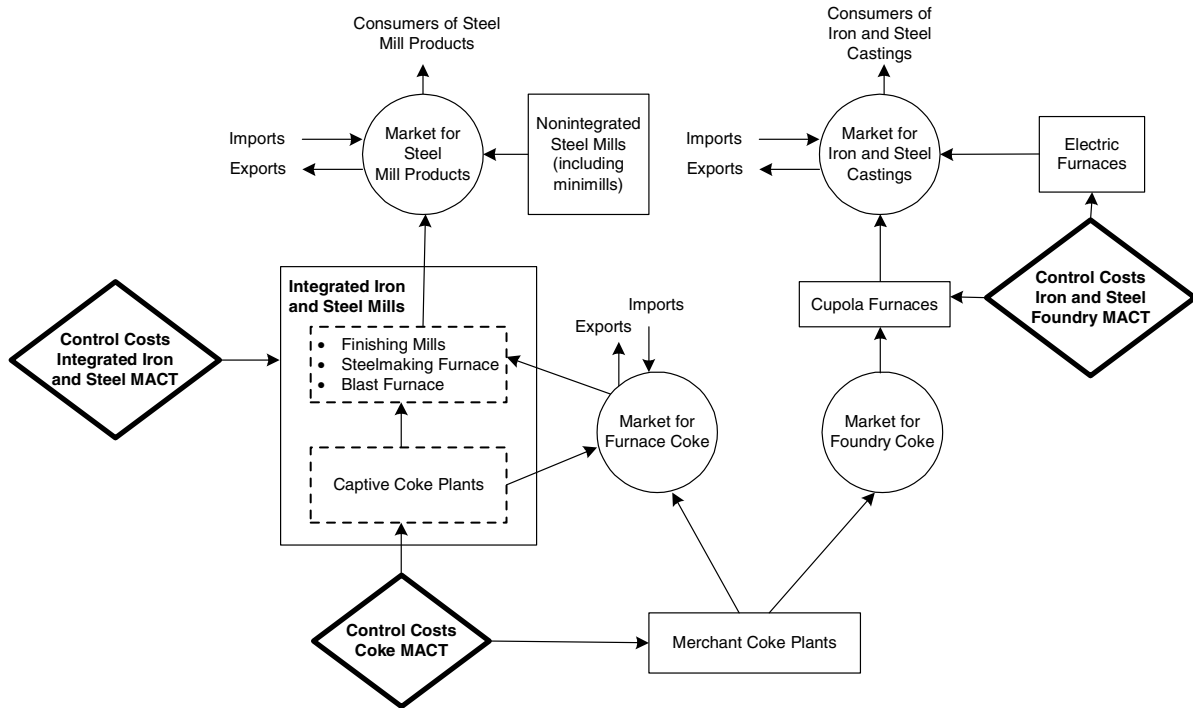 Consumers of Steel
Mill Products
Consumers of
Iron and Steel
Castings
Imports
Exports
Market for
Steel
Mill Products
Nonintegrated
Steel Mills
(including
minimills)
Imports
Exports
Market for
Iron and Steel
Castings
Electric
Furnaces
Control Costs
Integrated Iron
and Steel MACT
Integrated Iron
and Steel Mills
• Finishing Mills
• Steelmaking Furnace
• Blast Furnace
Captive Coke Plants
Exports
Imports
Market for
Furnace Coke
Cupola Furnaces
Control Costs
Iron and Steel
Foundry MACT
Market for
Foundry Coke
Control Costs
Coke MACT
Merchant Coke Plants